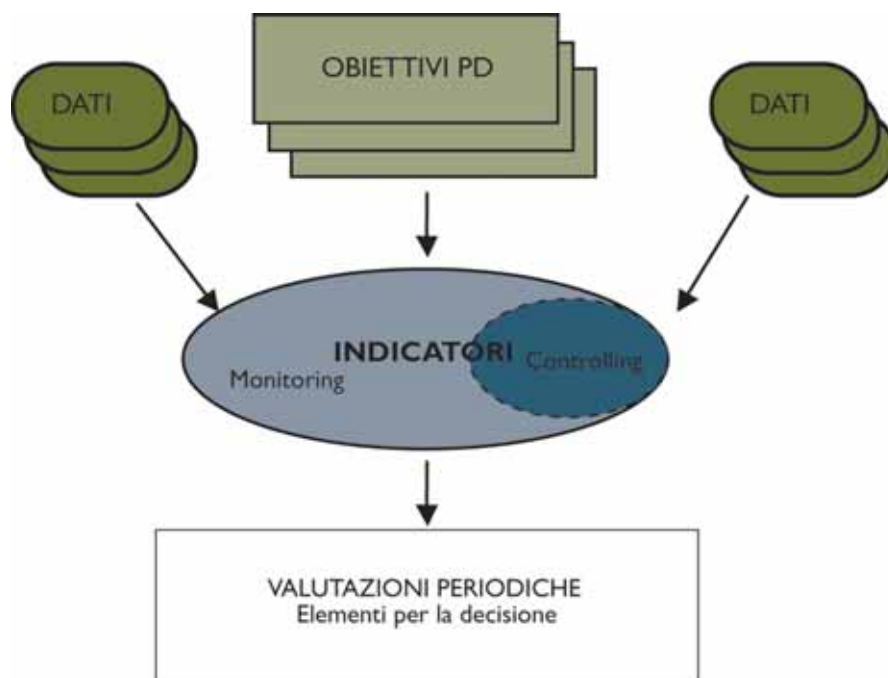 DATI
OBIETTIVI PD
DATI
INDICATORI
Controlling
Monitoring
VALUTAZIONI PERIODICHE
Elementi per la decisione